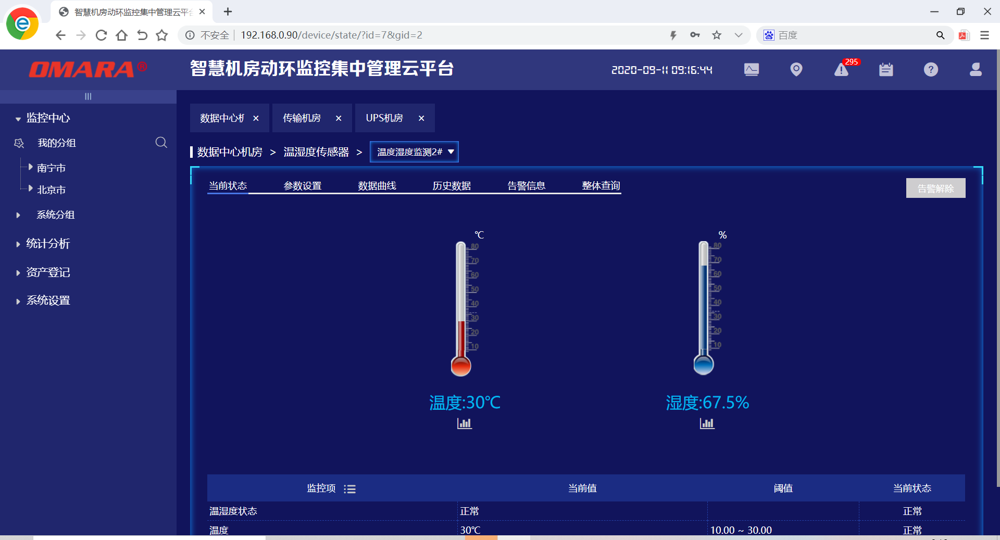 智慧机房动环监控集中管理云平台
不安全 192.168.0.90/device/state/?id=7&gid=2
百度
OMARA®
智慧机房动环监控集中管理云平台
2020-09-11 09:16:44
295
监控中心
我的分组
南宁市
北京市
系统分组
统计分析
资产登记
系统设置
数据中心机 ×
传输机房 ×
UPS机房 ×
数据中心机房 > 温湿度传感器 > 温度湿度监测2#
当前状态 参数设置 数据曲线 历史数据 告警信息 整体查询
告警解除
℃
80
70
60
50
40
30
20
10
温度:30℃
%
80
70
60
50
40
30
20
10
湿度:67.5%
监控项 当前值 阈值 当前状态
温湿度状态 正常 正常
温度 30℃ 10.00 ~ 30.00 正常